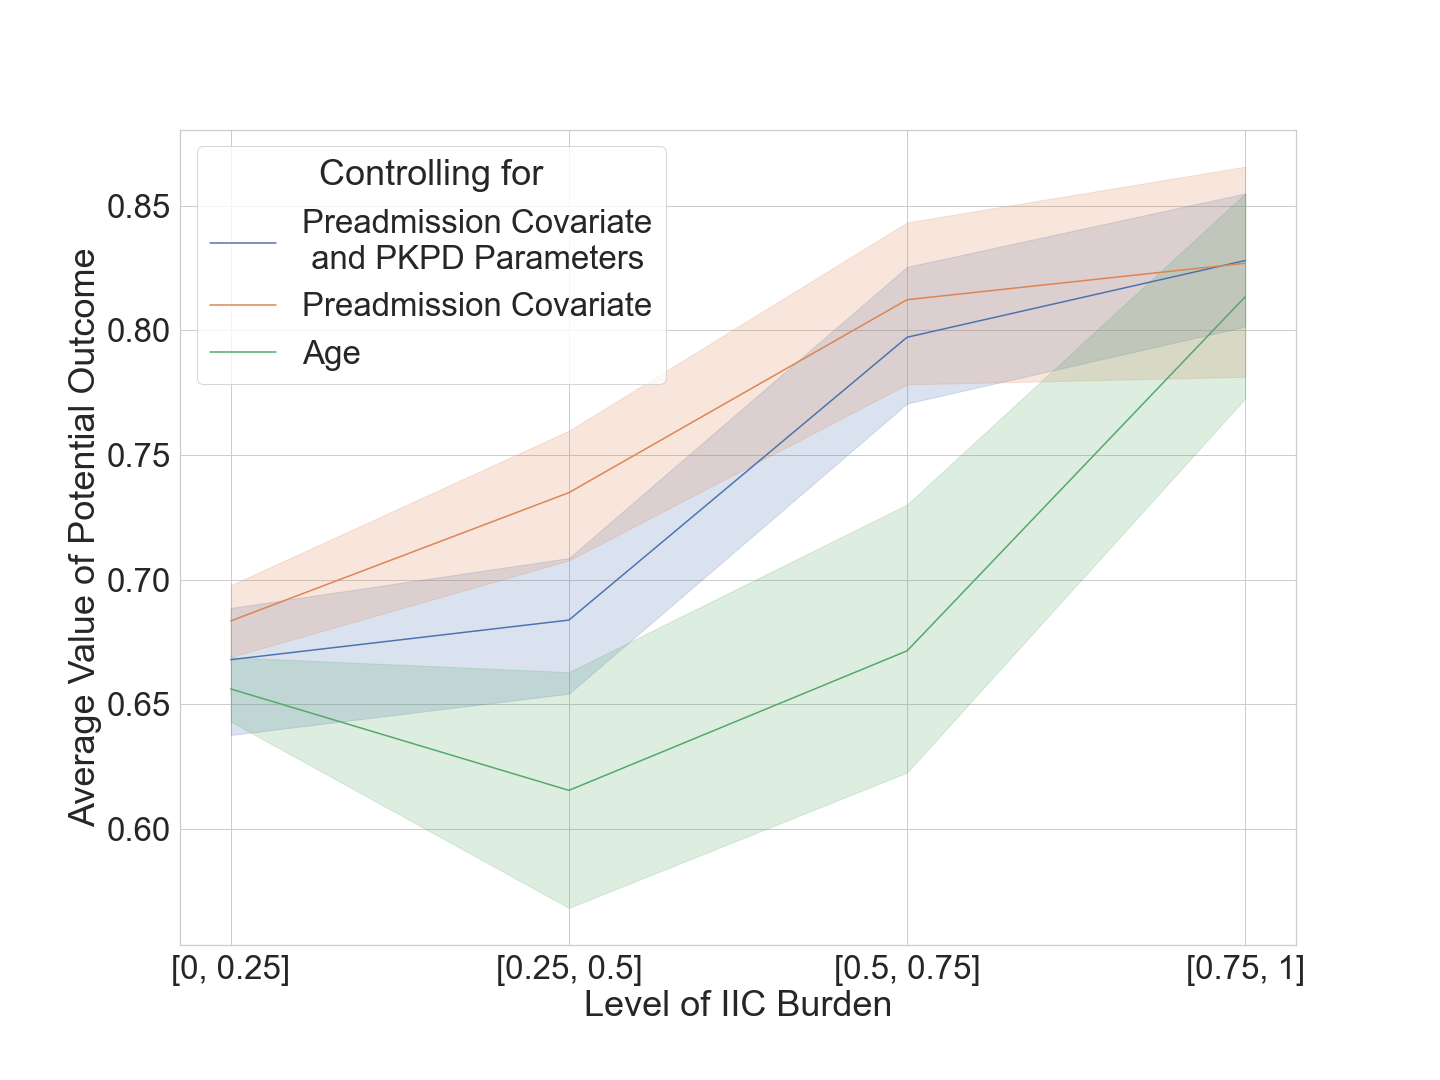 Controlling for
Preadmission Covariate
and PKPD Parameters
Preadmission Covariate
Age
Average Value of Potential Outcome
0.85
0.80
0.75
0.70
0.65
0.60
[0, 0.25]
[0.25, 0.5]
[0.5, 0.75]
[0.75, 1]
Level of IIC Burden